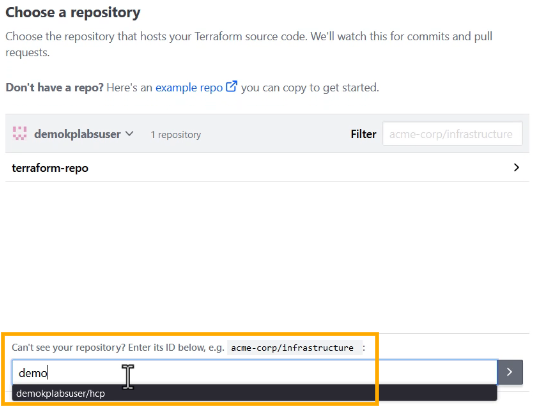 Choose a repository
Choose the repository that hosts your Terraform source code. We'll watch this for commits and pull
requests.
Don't have a repo? Here's an example repo you can copy to get started.
demokplabsuser 1 repository Filter acme-corp/infrastructure
terraform-repo
Can't see your repository? Enter its ID below, e.g. acme-corp/infrastructure :
demo
demokplabsuser/hcp